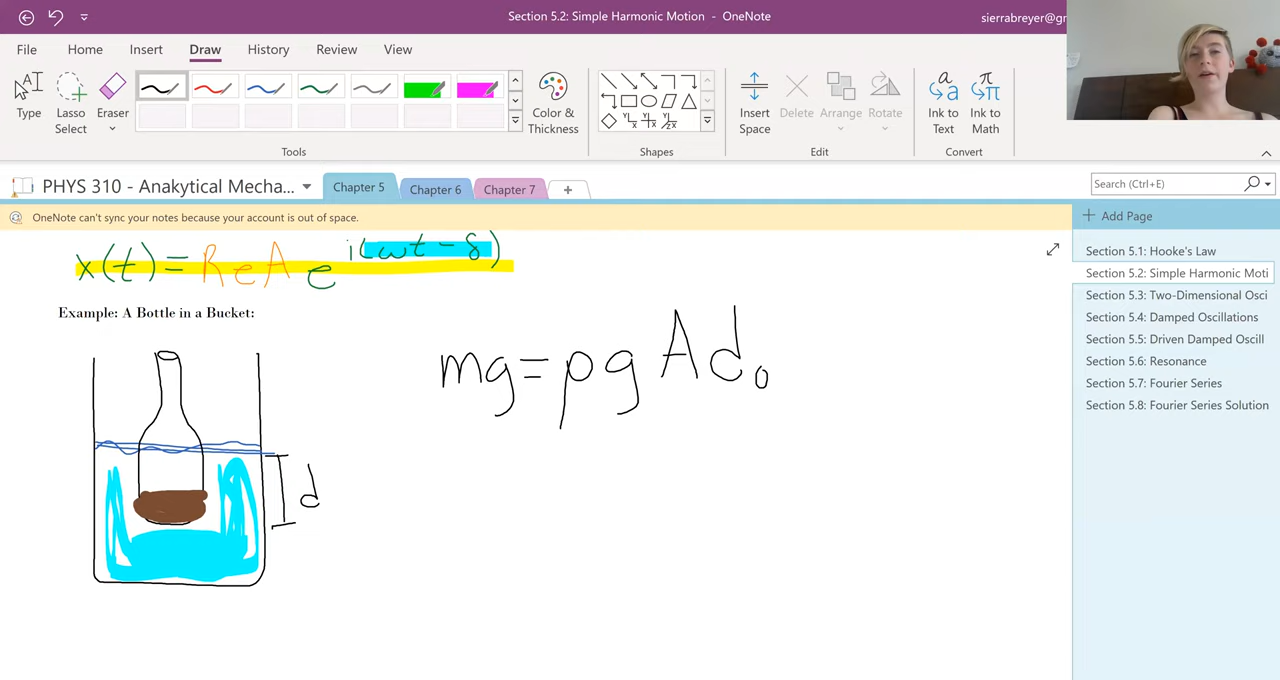 Section 5.2: Simple Harmonic Motion - OneNote
sierrabreyer@gr
File Home Insert Draw History Review View
Type
Lasso Select
Eraser
Color & Thickness
Insert Space
Delete
Arrange
Rotate
Ink to Text
Ink to Math
Tools
Shapes
Edit
Convert
PHYS 310 - Anakytical Mecha...
Chapter 5
Chapter 6
Chapter 7
Search (Ctrl+E)
OneNote can't sync your notes because your account is out of space.
Add Page
Section 5.1: Hooke's Law
Section 5.2: Simple Harmonic Moti
Section 5.3: Two-Dimensional Osci
Section 5.4: Damped Oscillations
Section 5.5: Driven Damped Oscill
Section 5.6: Resonance
Section 5.7: Fourier Series
Section 5.8: Fourier Series Solution
x(t) = Re A e^{i(ωt - δ)}
Example: A Bottle in a Bucket:
mg = ρg A d₀
d